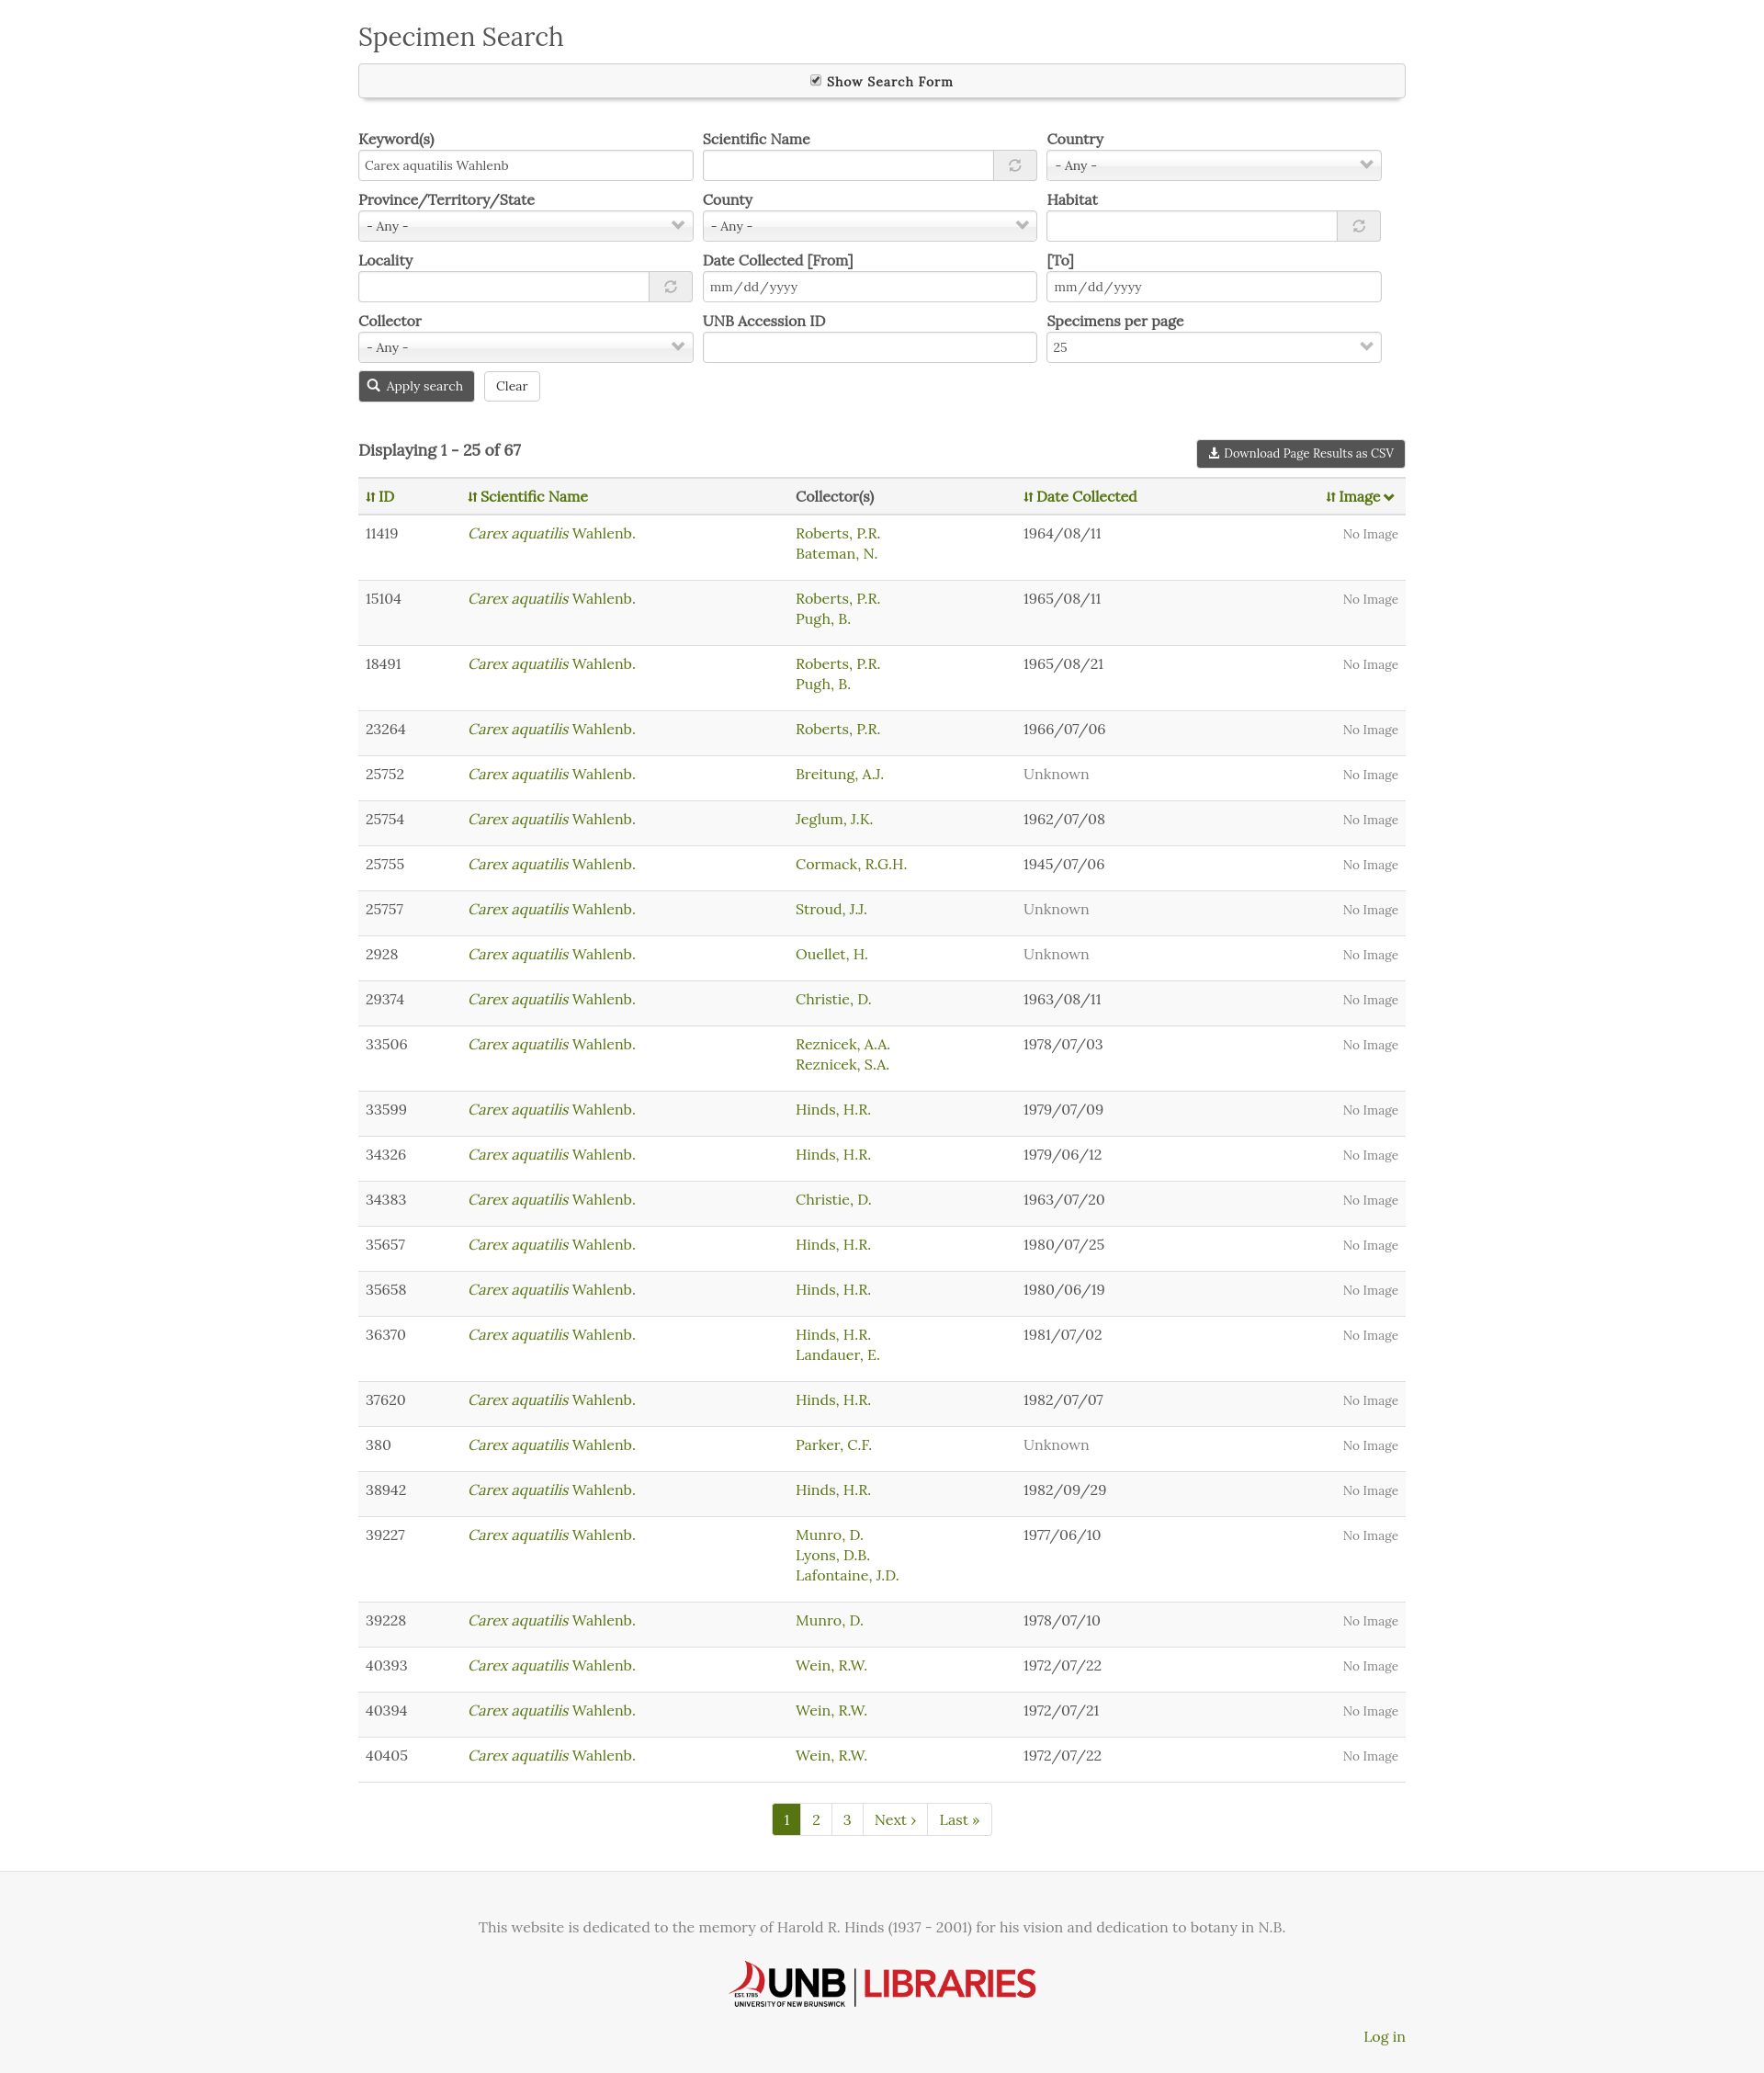 Specimen Search
Show Search Form
Keyword(s) Scientific Name Country
Carex aquatilis Wahlenb - Any -
Province/Territory/State County Habitat
- Any - - Any -
Locality Date Collected [From] [To]
mm/dd/yyyy mm/dd/yyyy
Collector UNB Accession ID Specimens per page
- Any - 25
Apply search Clear
Displaying 1 - 25 of 67 Download Page Results as CSV
ID Scientific Name Collector(s) Date Collected Image
11419 Carex aquatilis Wahlenb. Roberts, P.R. 1964/08/11 No Image
Bateman, N.
15104 Carex aquatilis Wahlenb. Roberts, P.R. 1965/08/11 No Image
Pugh, B.
18491 Carex aquatilis Wahlenb. Roberts, P.R. 1965/08/21 No Image
Pugh, B.
23264 Carex aquatilis Wahlenb. Roberts, P.R. 1966/07/06 No Image
25752 Carex aquatilis Wahlenb. Breitung, A.J. Unknown No Image
25754 Carex aquatilis Wahlenb. Jeglum, J.K. 1962/07/08 No Image
25755 Carex aquatilis Wahlenb. Cormack, R.G.H. 1945/07/06 No Image
25757 Carex aquatilis Wahlenb. Stroud, J.J. Unknown No Image
2928 Carex aquatilis Wahlenb. Ouellet, H. Unknown No Image
29374 Carex aquatilis Wahlenb. Christie, D. 1963/08/11 No Image
33506 Carex aquatilis Wahlenb. Reznicek, A.A. 1978/07/03 No Image
Reznicek, S.A.
33599 Carex aquatilis Wahlenb. Hinds, H.R. 1979/07/09 No Image
34326 Carex aquatilis Wahlenb. Hinds, H.R. 1979/06/12 No Image
34383 Carex aquatilis Wahlenb. Christie, D. 1963/07/20 No Image
35657 Carex aquatilis Wahlenb. Hinds, H.R. 1980/07/25 No Image
35658 Carex aquatilis Wahlenb. Hinds, H.R. 1980/06/19 No Image
36370 Carex aquatilis Wahlenb. Hinds, H.R. 1981/07/02 No Image
Landauer, E.
37620 Carex aquatilis Wahlenb. Hinds, H.R. 1982/07/07 No Image
380 Carex aquatilis Wahlenb. Parker, C.F. Unknown No Image
38942 Carex aquatilis Wahlenb. Hinds, H.R. 1982/09/29 No Image
39227 Carex aquatilis Wahlenb. Munro, D. 1977/06/10 No Image
Lyons, D.B.
Lafontaine, J.D.
39228 Carex aquatilis Wahlenb. Munro, D. 1978/07/10 No Image
40393 Carex aquatilis Wahlenb. Wein, R.W. 1972/07/22 No Image
40394 Carex aquatilis Wahlenb. Wein, R.W. 1972/07/21 No Image
40405 Carex aquatilis Wahlenb. Wein, R.W. 1972/07/22 No Image
1 2 3 Next › Last »
This website is dedicated to the memory of Harold R. Hinds (1937 - 2001) for his vision and dedication to botany in N.B.
UNB LIBRARIES
EST. 1785
UNIVERSITY OF NEW BRUNSWICK
Log in